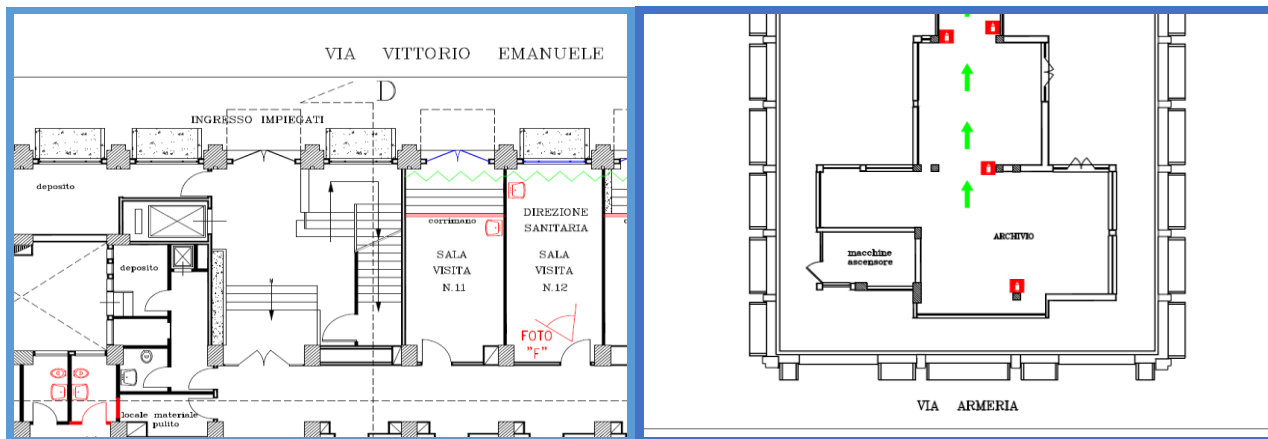 VIA VITTORIO EMANUELE
D
INGRESSO IMPIEGATI
deposito
corrimano
DIREZIONE
SANITARIA
deposito
SALA
VISITA
N.11
SALA
VISITA
N.12
FOTO
"F"
locale materiale
pulito
ARCHIVIO
macchine
ascensore
VIA ARMERIA